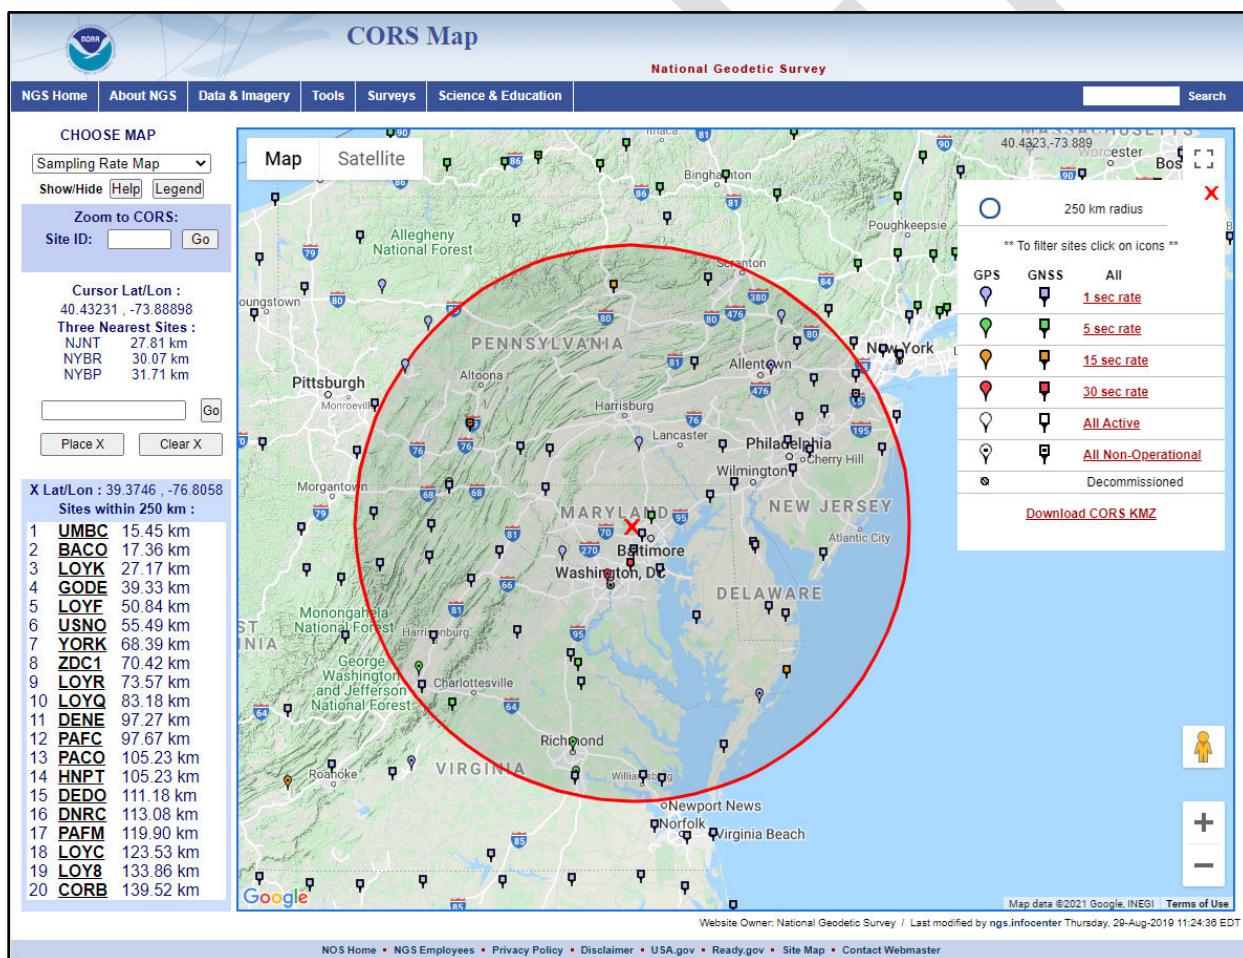 NOAA
CORS Map
National Geodetic Survey
NGS Home About NGS Data & Imagery Tools Surveys Science & Education Search
CHOOSE MAP
Sampling Rate Map
Show/Hide Help Legend
Zoom to CORS:
Site ID: Go
Cursor Lat/Lon :
40.43231 , -73.88898
Three Nearest Sites :
NJNT 27.81 km
NYBR 30.07 km
NYBP 31.71 km
Go
Place X Clear X
X Lat/Lon : 39.3746 , -76.8058
Sites within 250 km :
1 UMBC 15.45 km
2 BACO 17.36 km
3 LOYK 27.17 km
4 GODE 39.33 km
5 LOYF 50.84 km
6 USNO 55.49 km
7 YORK 68.39 km
8 ZDC1 70.42 km
9 LOYR 73.57 km
10 LOYQ 83.18 km
11 DENE 97.27 km
12 PAFC 97.67 km
13 PACO 105.23 km
14 HNPT 105.23 km
15 DEDO 111.18 km
16 DNRC 113.08 km
17 PAFM 119.90 km
18 LOYC 123.53 km
19 LOY8 133.86 km
20 CORB 139.52 km
Map Satellite
40.4323,-73.889
MASSACHUSETTS
Worcester
Ithaca
Binghamton
Poughkeepsie
Allegheny
National Forest
Scranton
PENNSYLVANIA
New York
Allentown
Altoona
Pittsburgh
Monroeville
Harrisburg
Lancaster
Philadelphia
Cherry Hill
Wilmington
Morgantown
MARYLAND
NEW JERSEY
Atlantic City
Baltimore
Washington, DC
DELAWARE
Monongahela
National Forest
Harrisonburg
George
Washington
and Jefferson
National Forest
Charlottesville
Richmond
Roanoke
VIRGINIA
Williamsburg
Newport News
Norfolk
Virginia Beach
Google
X
250 km radius
** To filter sites click on icons **
GPS GNSS All
1 sec rate
5 sec rate
15 sec rate
30 sec rate
All Active
All Non-Operational
Decommissioned
Download CORS KMZ
Map data ©2021 Google, INEGI Terms of Use
Website Owner: National Geodetic Survey / Last modified by ngs.infocenter Thursday, 29-Aug-2019 11:24:36 EDT
NOS Home ▪ NGS Employees ▪ Privacy Policy ▪ Disclaimer ▪ USA.gov ▪ Ready.gov ▪ Site Map ▪ Contact Webmaster